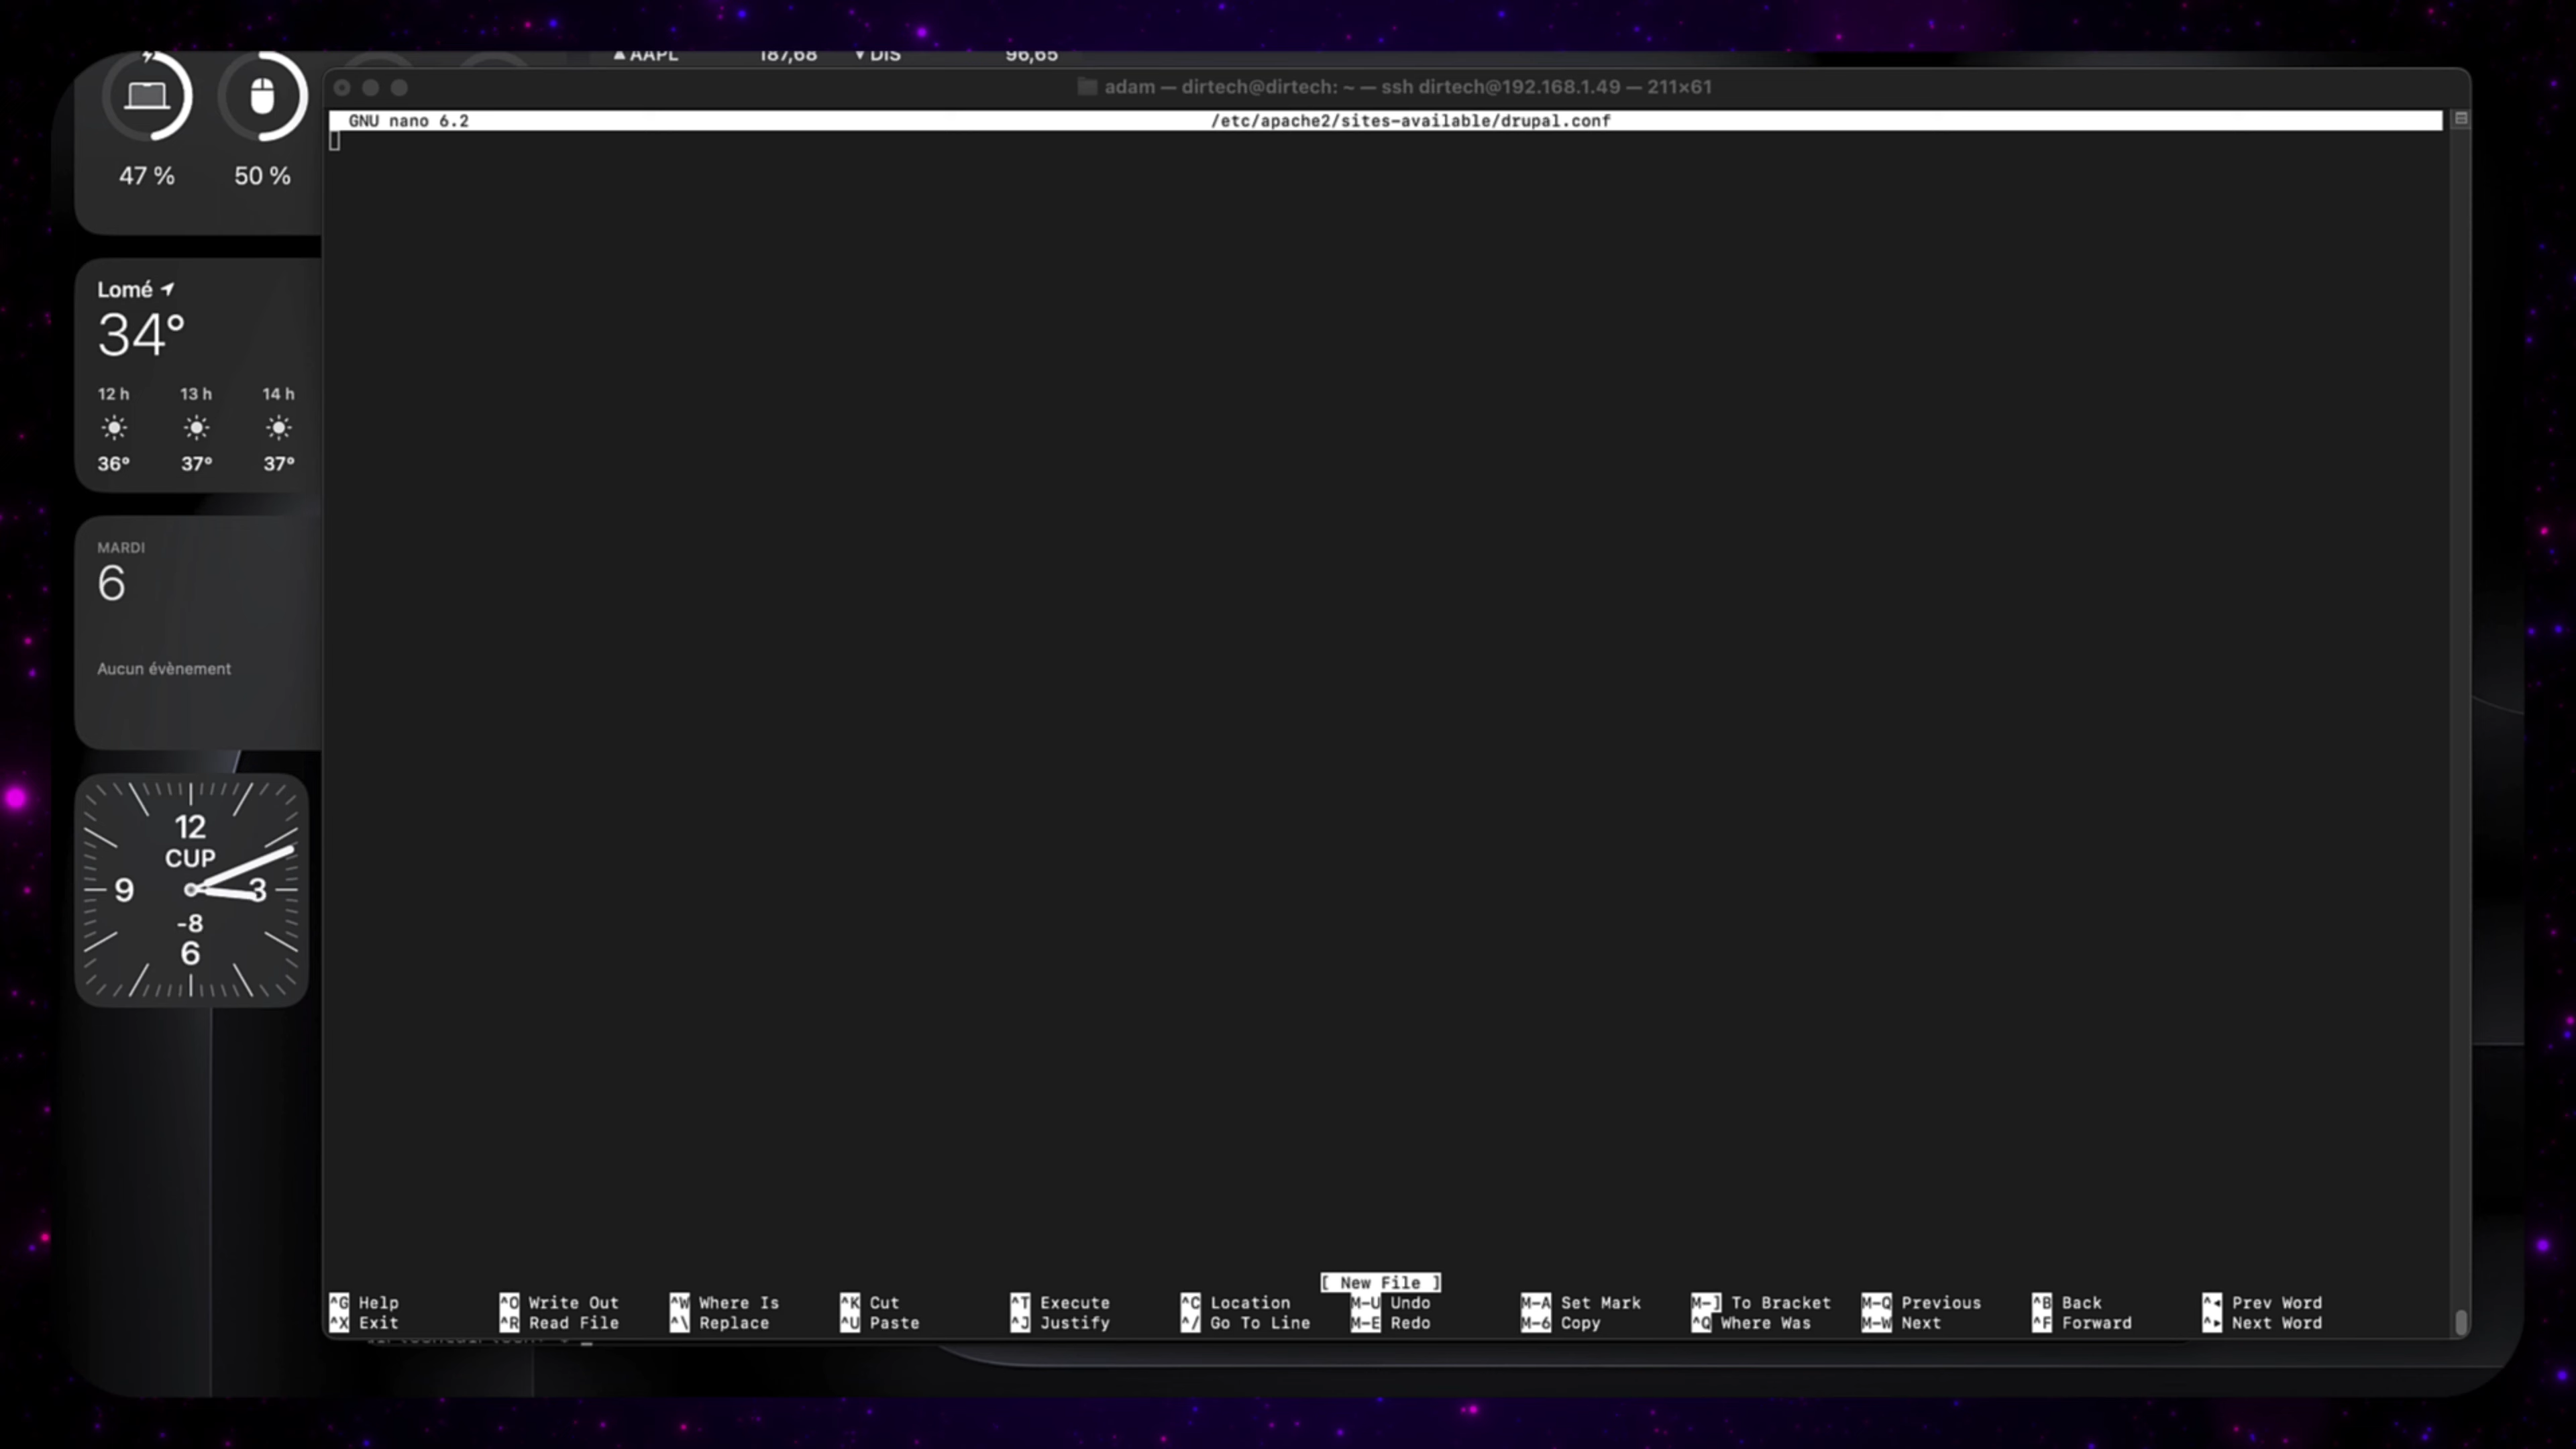 ▲ AAPL 187,68 ▼ DIS 96,65
adam — dirtech@dirtech: ~ — ssh dirtech@192.168.1.49 — 211×61
GNU nano 6.2 /etc/apache2/sites-available/drupal.conf
47 % 50 %
Lomé
34°
12 h 13 h 14 h
36° 37° 37°
MARDI
6
Aucun évènement
12
CUP
9 3
-8
6
[ New File ]
^G Help ^O Write Out ^W Where Is ^K Cut ^T Execute ^C Location M-U Undo M-A Set Mark M-] To Bracket M-Q Previous ^B Back ^◂ Prev Word
^X Exit ^R Read File ^\ Replace ^U Paste ^J Justify ^/ Go To Line M-E Redo M-6 Copy ^Q Where Was M-W Next ^F Forward ^▸ Next Word